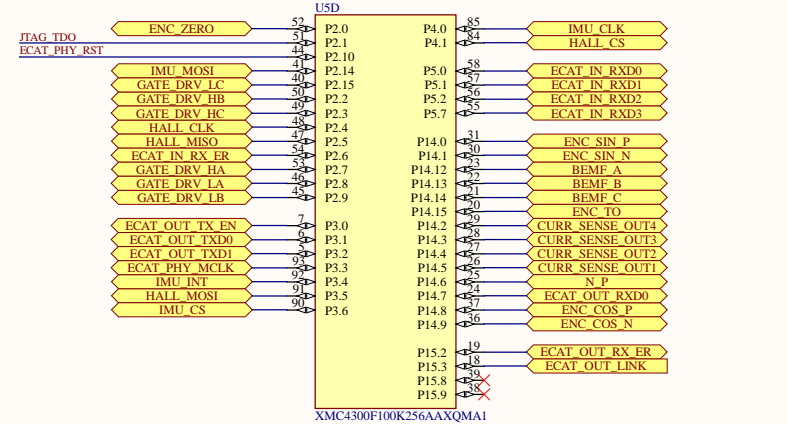 U5D
ENC_ZERO 52 P2.0 P4.0 85 IMU_CLK
JTAG_TDO 51 P2.1 P4.1 84 HALL_CS
ECAT_PHY_RST 44 P2.10
IMU_MOSI 41 P2.14 P5.0 58 ECAT_IN_RXD0
GATE_DRV_LC 40 P2.15 P5.1 57 ECAT_IN_RXD1
GATE_DRV_HB 50 P2.2 P5.2 56 ECAT_IN_RXD2
GATE_DRV_HC 49 P2.3 P5.7 55 ECAT_IN_RXD3
HALL_CLK 48 P2.4
HALL_MISO 47 P2.5 P14.0 31 ENC_SIN_P
ECAT_IN_RX_ER 54 P2.6 P14.1 30 ENC_SIN_N
GATE_DRV_HA 53 P2.7 P14.12 23 BEMF_A
GATE_DRV_LA 46 P2.8 P14.13 22 BEMF_B
GATE_DRV_LB 45 P2.9 P14.14 21 BEMF_C
P14.15 20 ENC_TO
ECAT_OUT_TX_EN 7 P3.0 P14.2 29 CURR_SENSE_OUT4
ECAT_OUT_TXD0 6 P3.1 P14.3 28 CURR_SENSE_OUT3
ECAT_OUT_TXD1 5 P3.2 P14.4 27 CURR_SENSE_OUT2
ECAT_PHY_MCLK 93 P3.3 P14.5 26 CURR_SENSE_OUT1
IMU_INT 92 P3.4 P14.6 25 N_P
HALL_MOSI 91 P3.5 P14.7 24 ECAT_OUT_RXD0
IMU_CS 90 P3.6 P14.8 37 ENC_COS_P
P14.9 36 ENC_COS_N
P15.2 19 ECAT_OUT_RX_ER
P15.3 18 ECAT_OUT_LINK
P15.8 39
P15.9 38
XMC4300F100K256AAXQMA1